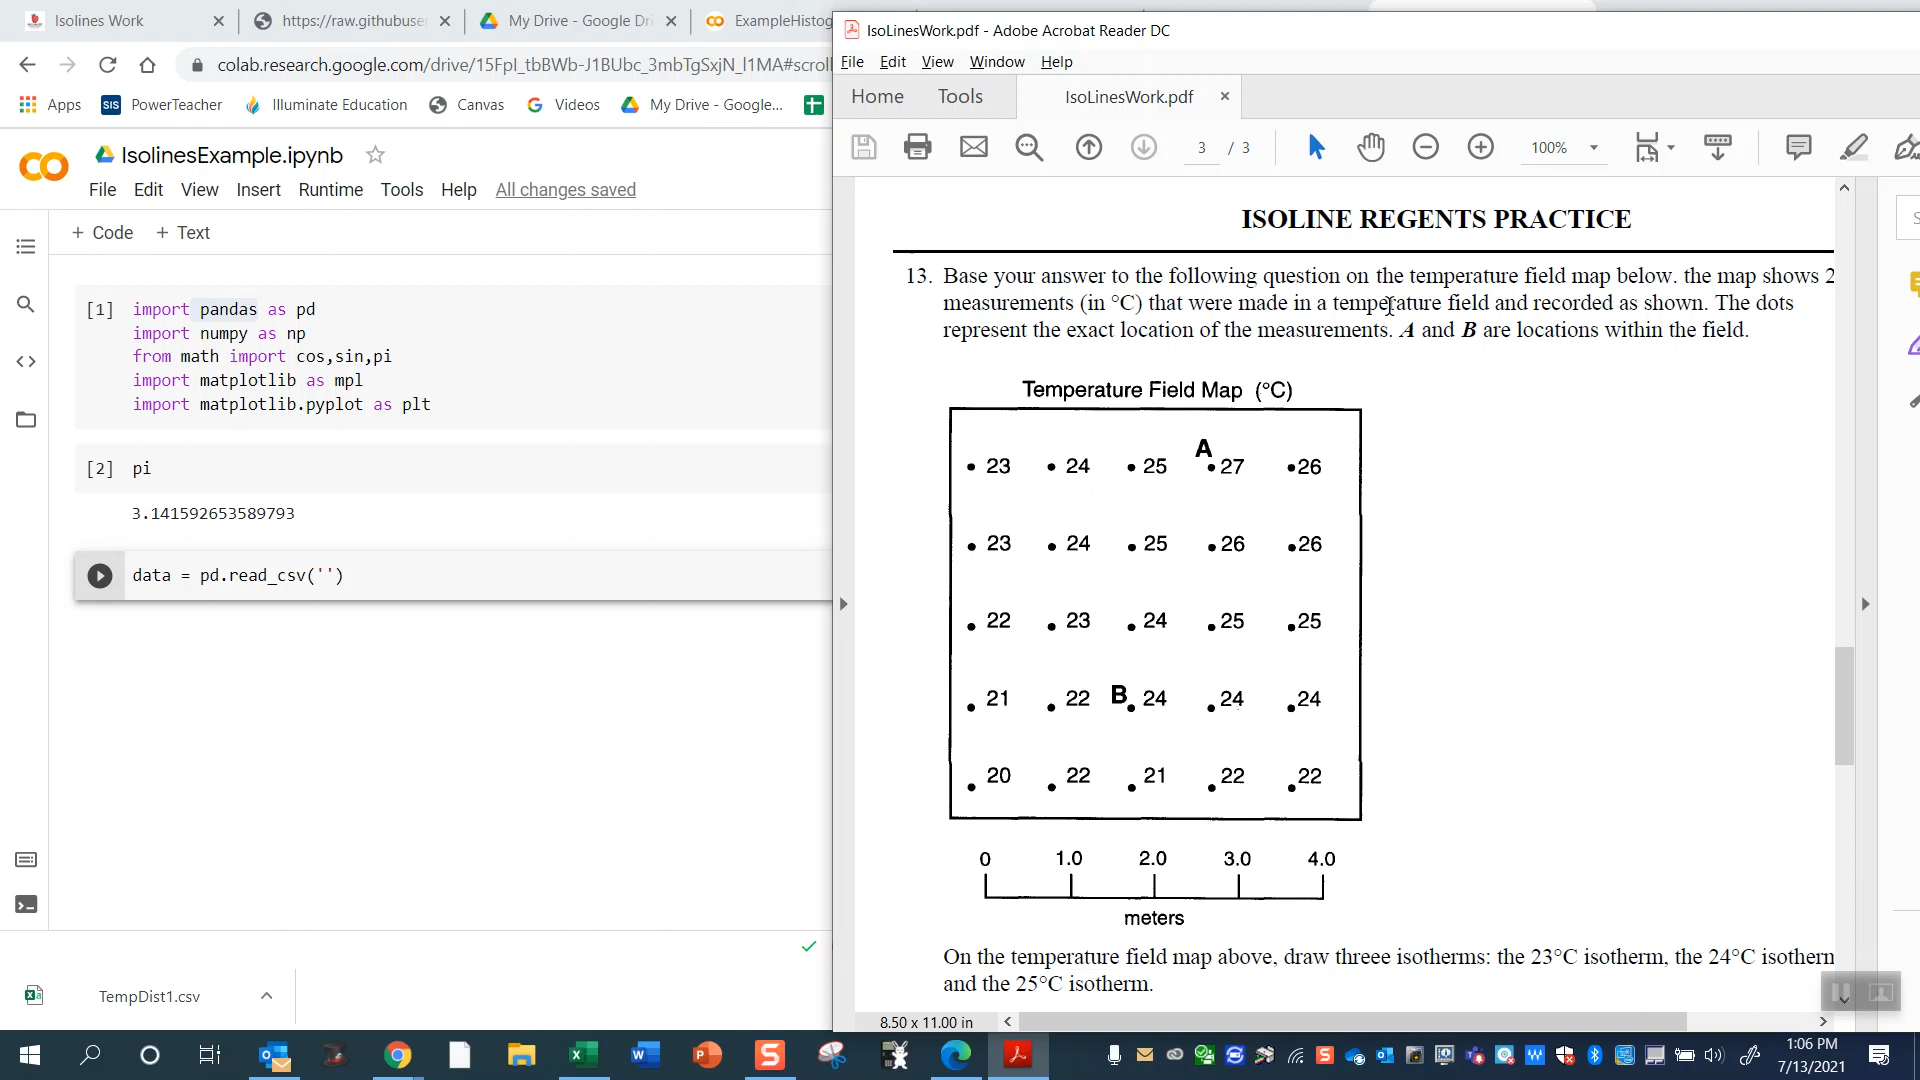 Isolines Work
https://raw.githubuse
My Drive - Google Dri
ExampleHistog
colab.research.google.com/drive/15FpI_tbBWb-J1BUbc_3mbTgSxjN_l1MA#scroll
Apps
SIS PowerTeacher
Illuminate Education
Canvas
Videos
My Drive - Google...
IsolinesExample.ipynb
File Edit View Insert Runtime Tools Help All changes saved
+ Code + Text
[1] import pandas as pd
import numpy as np
from math import cos,sin,pi
import matplotlib as mpl
import matplotlib.pyplot as plt
[2] pi
3.141592653589793
data = pd.read_csv('')
TempDist1.csv
IsoLinesWork.pdf - Adobe Acrobat Reader DC
File Edit View Window Help
Home Tools IsoLinesWork.pdf
3 / 3 100%
ISOLINE REGENTS PRACTICE
13. Base your answer to the following question on the temperature field map below. the map shows 2
measurements (in °C) that were made in a temperature field and recorded as shown. The dots
represent the exact location of the measurements. A and B are locations within the field.
Temperature Field Map (°C)
A
23 24 25 27 26
23 24 25 26 26
22 23 24 25 25
21 22 B 24 24 24
20 22 21 22 22
0 1.0 2.0 3.0 4.0
meters
On the temperature field map above, draw threee isotherms: the 23°C isotherm, the 24°C isotherm
and the 25°C isotherm.
8.50 x 11.00 in
1:06 PM
7/13/2021